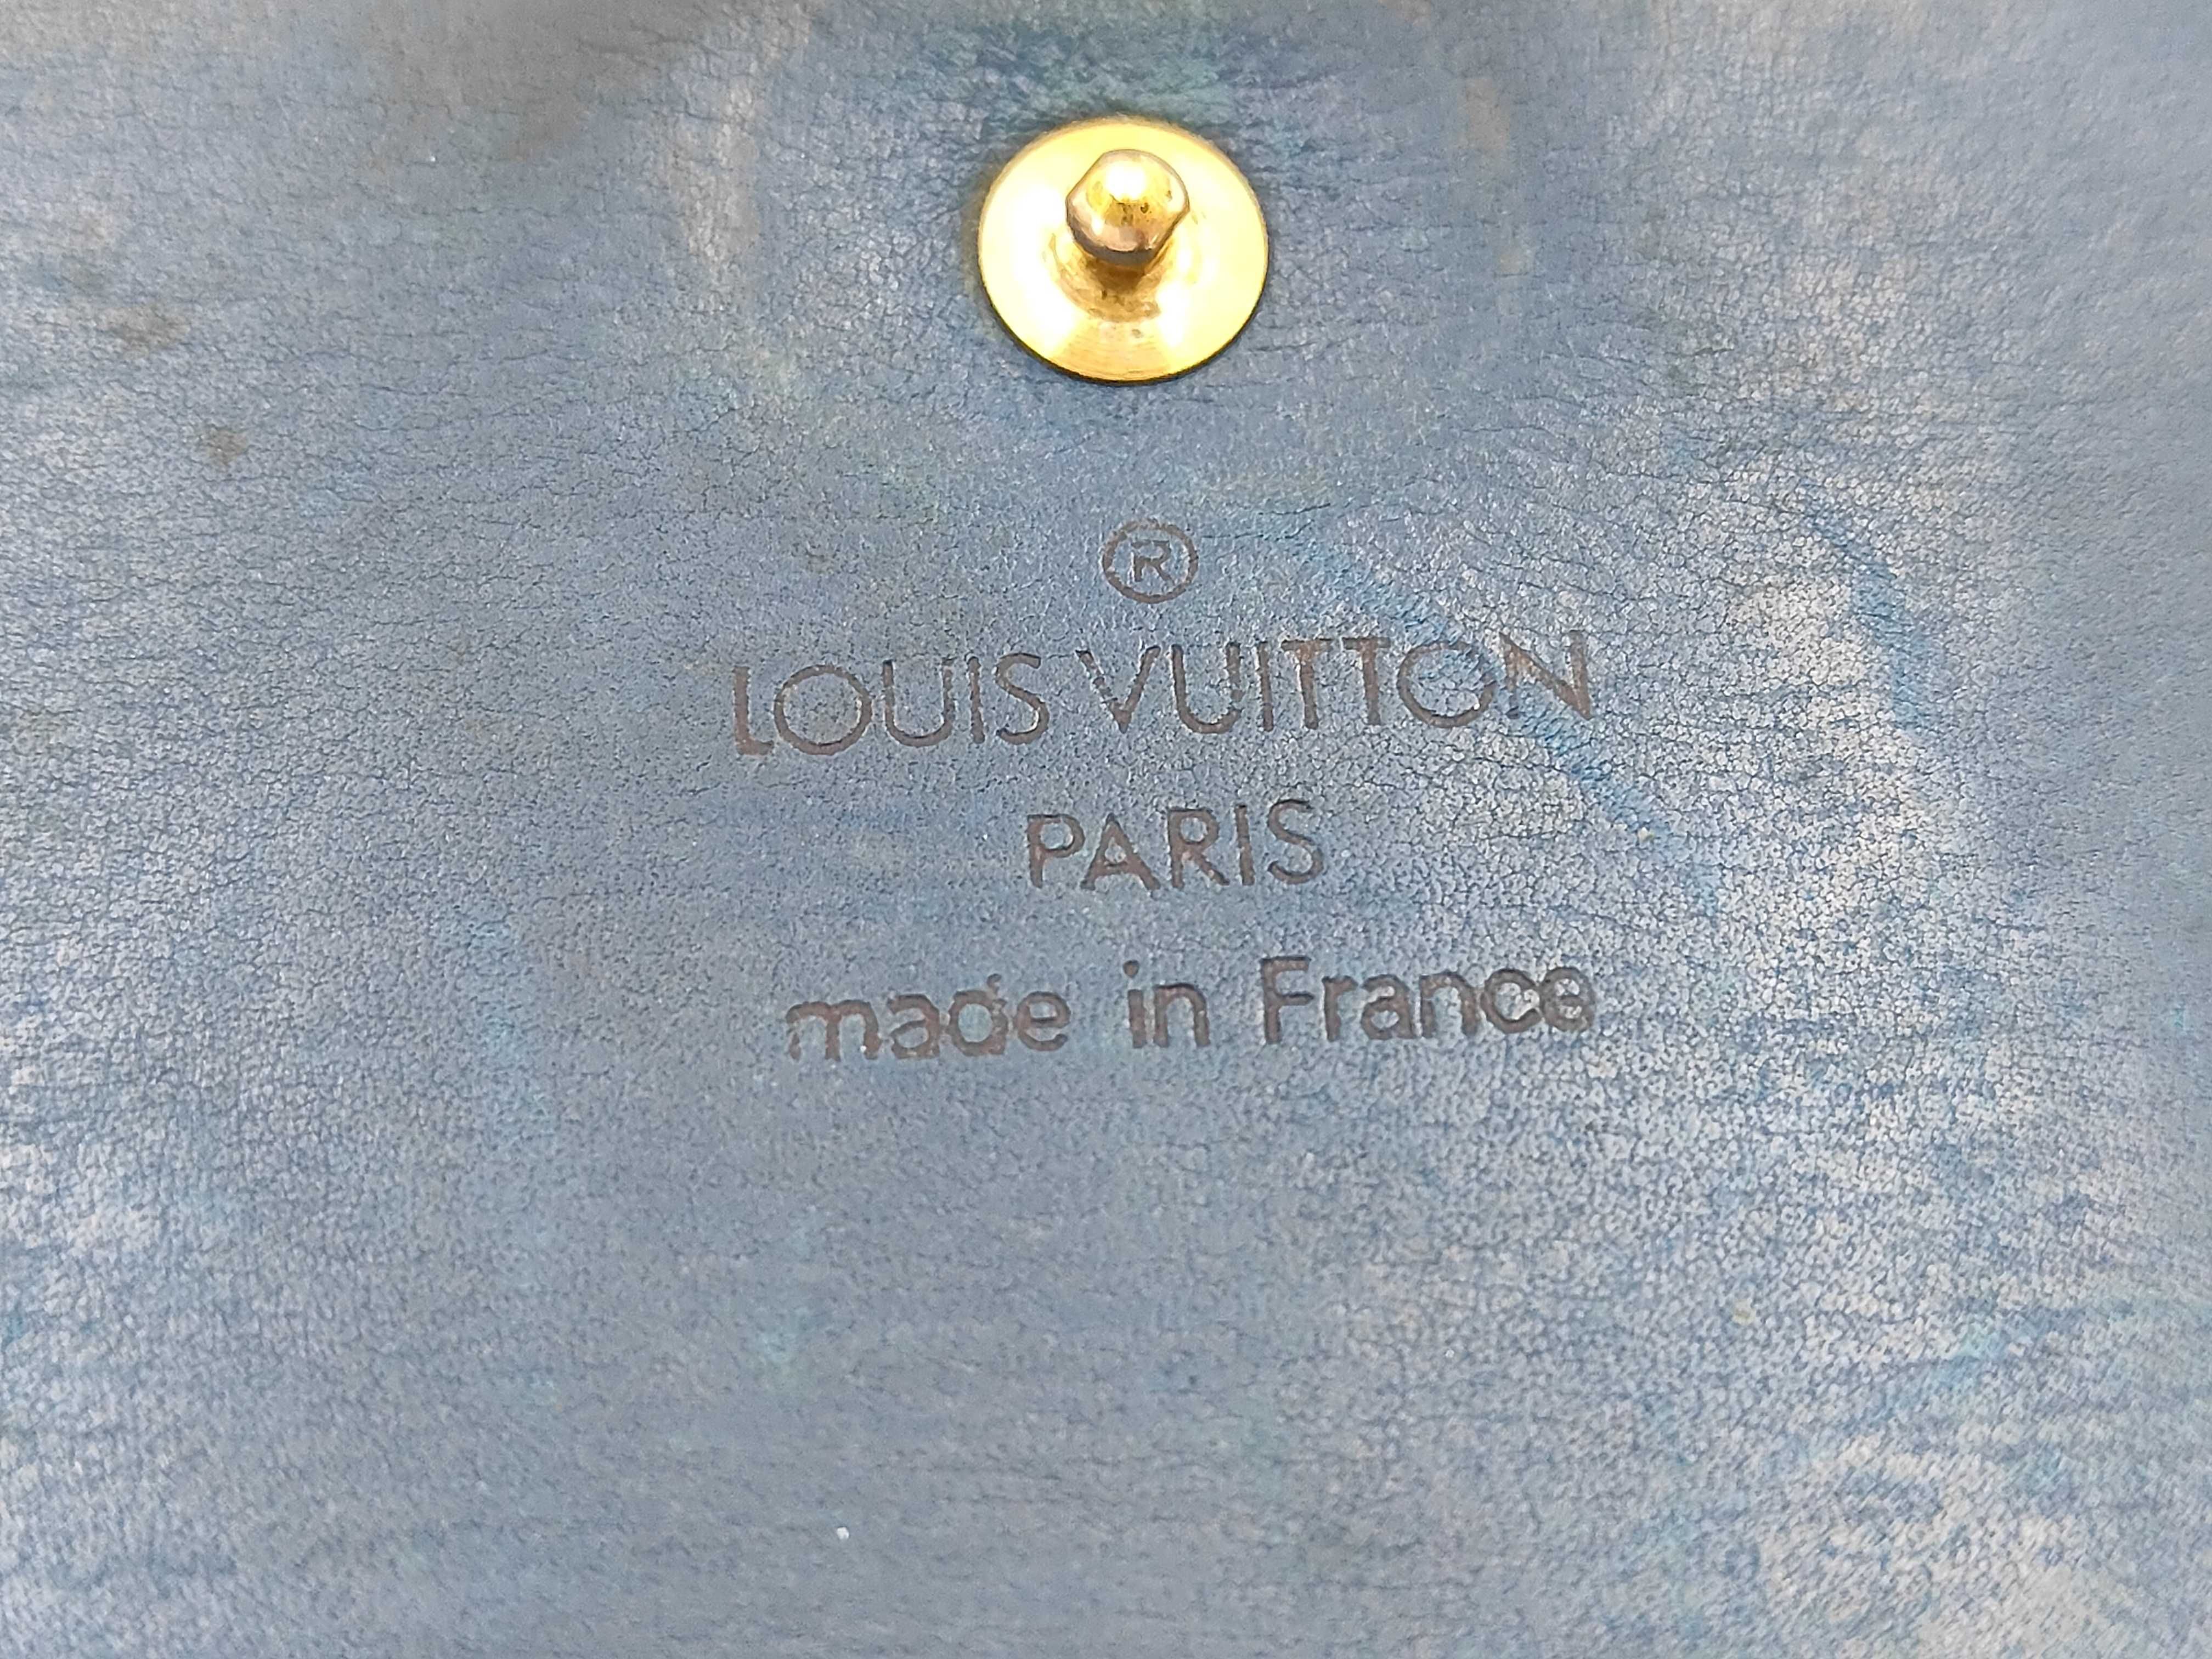 ®
LOUIS VUITTON
PARIS
made in France